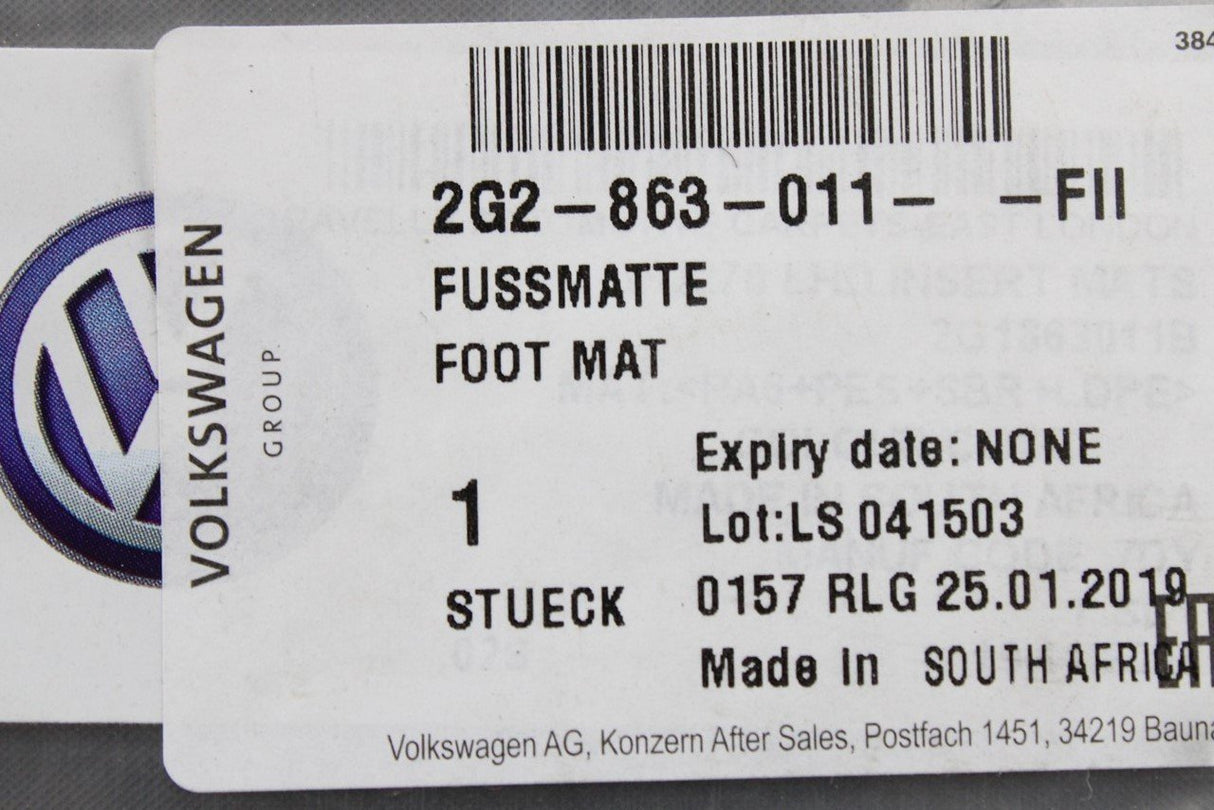 384
2G2-863-011- -FII
FUSSMATTE
FOOT MAT
VOLKSWAGEN
GROUP
Expiry date: NONE
1
Lot:LS 041503
STUECK
0157 RLG 25.01.2019
Made in SOUTH AFRICA
Volkswagen AG, Konzern After Sales, Postfach 1451, 34219